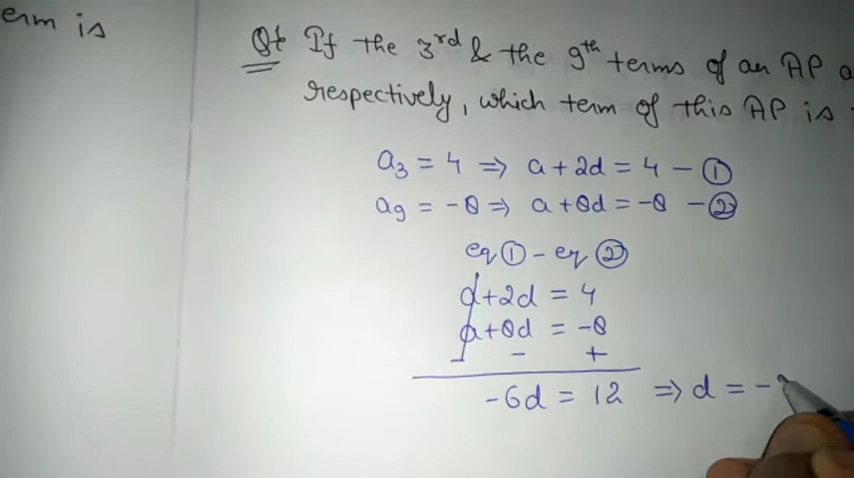 erm is
Q† If the 3rd & the 9th terms of an AP a
respectively, which term of this AP is
a3 = 4 ⇒ a + 2d = 4 - ①
a9 = -8 ⇒ a + 8d = -8 - ②
eq ① - eq ②
a + 2d = 4
a + 8d = -8
- - +
-6d = 12 ⇒ d = -